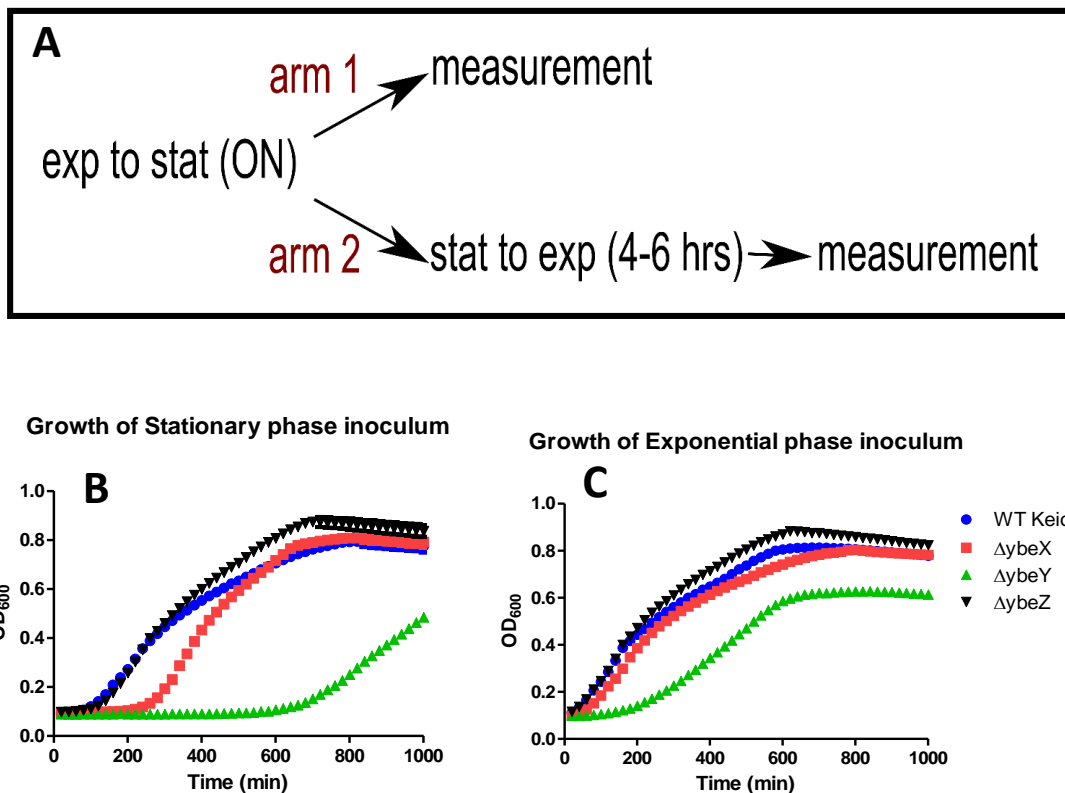 A
arm 1
measurement
exp to stat (ON)
arm 2
stat to exp (4-6 hrs)
measurement
Growth of Stationary phase inoculum
B
1.0
0.8
0.6
0.4
0.2
0.0
OD600
0 200 400 600 800 1000
Time (min)
Growth of Exponential phase inoculum
C
1.0
0.8
0.6
0.4
0.2
0.0
OD600
0 200 400 600 800 1000
Time (min)
WT Keio
ΔybeX
ΔybeY
ΔybeZ